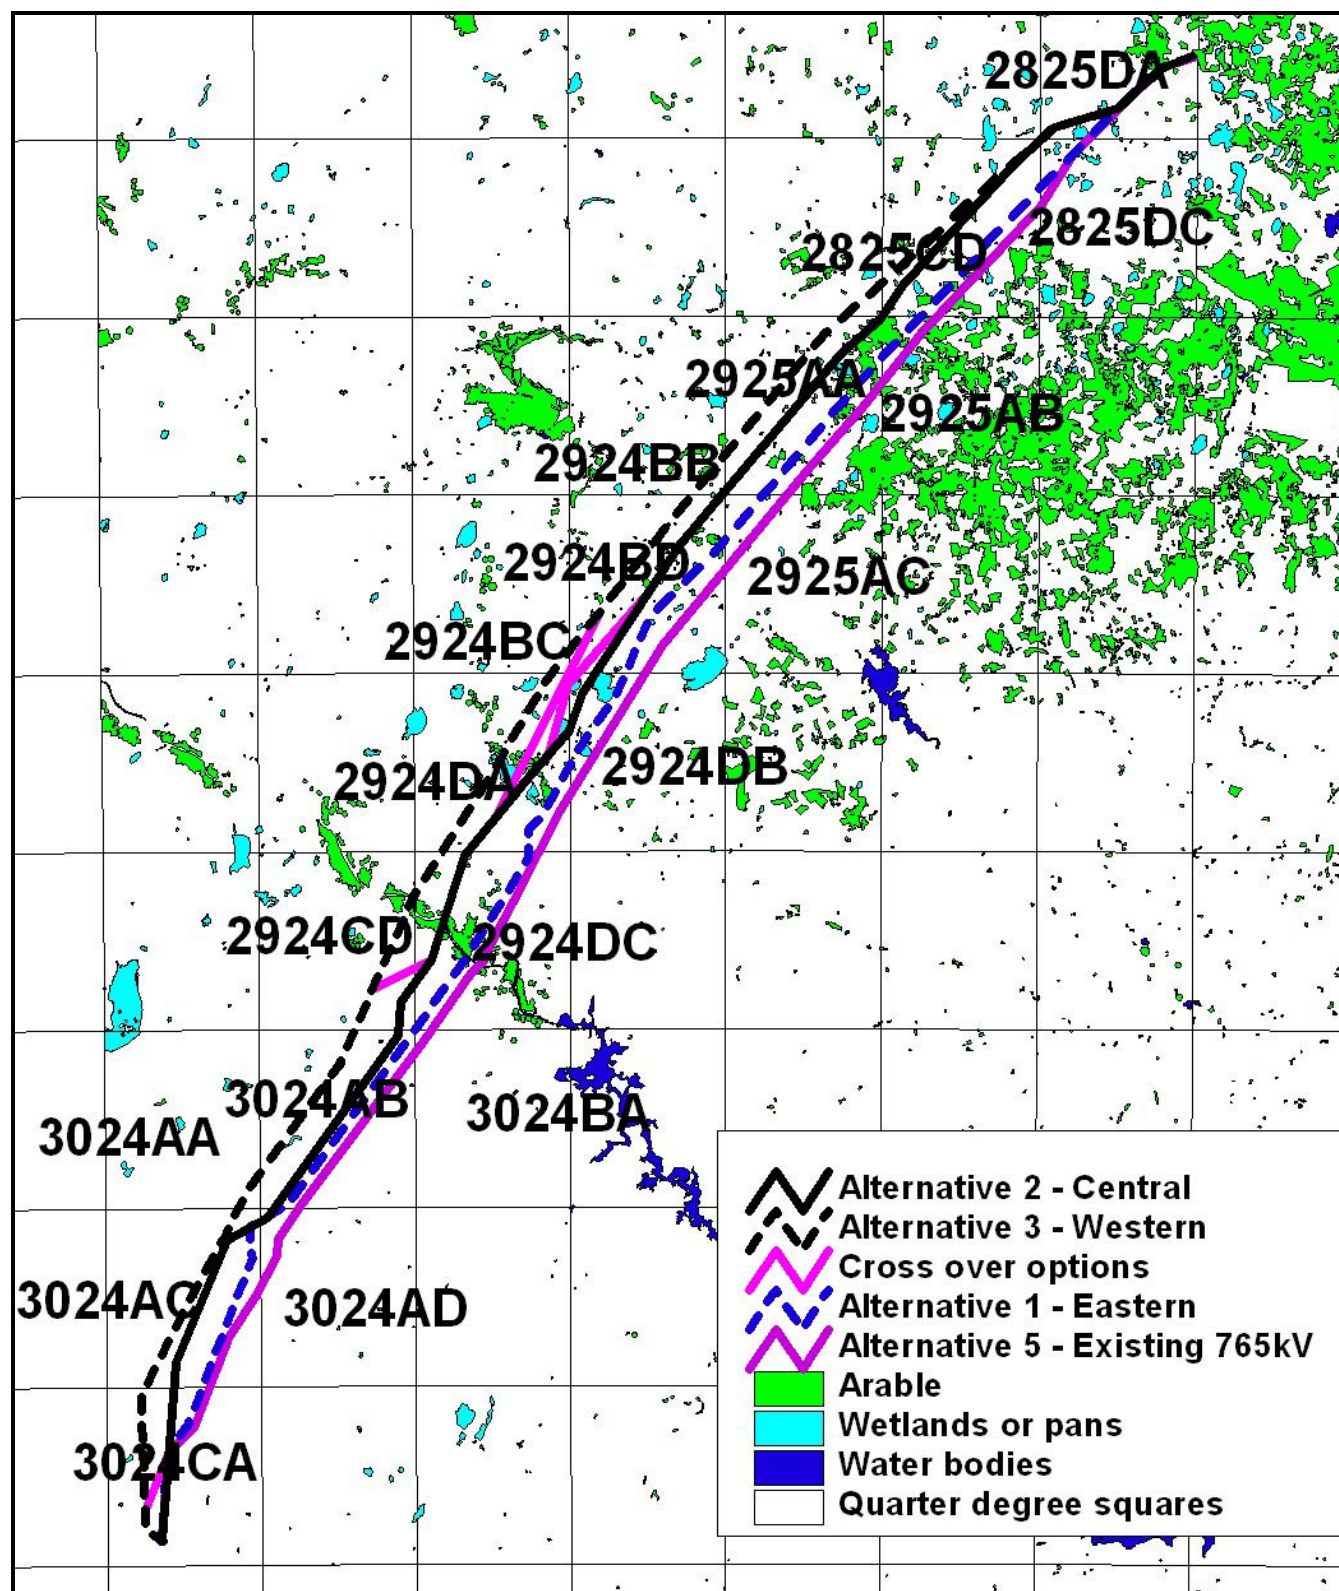 2825DA
2825DC
2825CD
2925AA
2925AB
2924BB
2924BD
2925AC
2924BC
2924DB
2924DA
2924CD
2924DC
3024AB
3024BA
3024AA
3024AC
3024AD
3024CA
Alternative 2 - Central
Alternative 3 - Western
Cross over options
Alternative 1 - Eastern
Alternative 5 - Existing 765kV
Arable
Wetlands or pans
Water bodies
Quarter degree squares